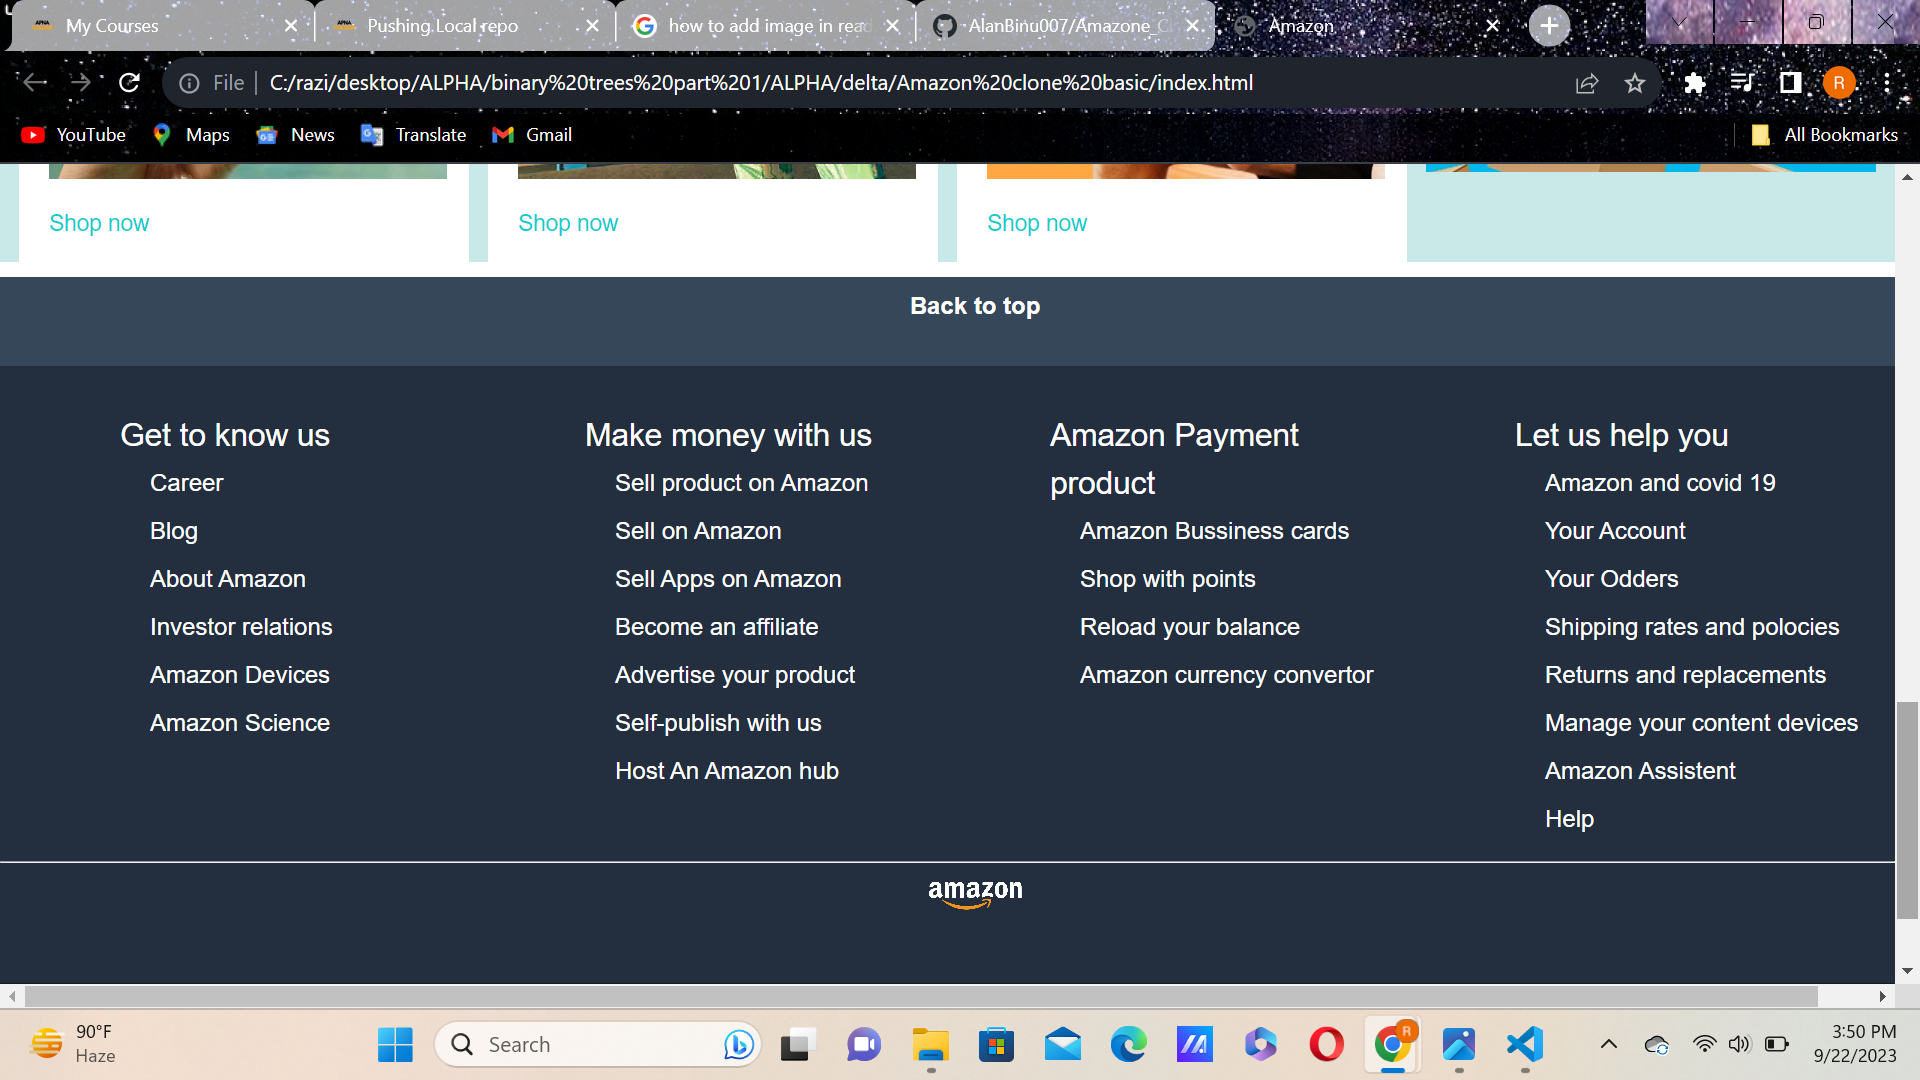 My Courses
Pushing Local repo
how to add image in read
AlanBinu007/Amazone_C
Amazon
File
C:/razi/desktop/ALPHA/binary%20trees%20part%201/ALPHA/delta/Amazon%20clone%20basic/index.html
R
YouTube
Maps
News
Translate
Gmail
All Bookmarks
Shop now
Shop now
Shop now
Back to top
Get to know us
Career
Blog
About Amazon
Investor relations
Amazon Devices
Amazon Science
Make money with us
Sell product on Amazon
Sell on Amazon
Sell Apps on Amazon
Become an affiliate
Advertise your product
Self-publish with us
Host An Amazon hub
Amazon Payment
product
Amazon Bussiness cards
Shop with points
Reload your balance
Amazon currency convertor
Let us help you
Amazon and covid 19
Your Account
Your Odders
Shipping rates and polocies
Returns and replacements
Manage your content devices
Amazon Assistent
Help
amazon
90°F
Haze
Search
R
3:50 PM
9/22/2023